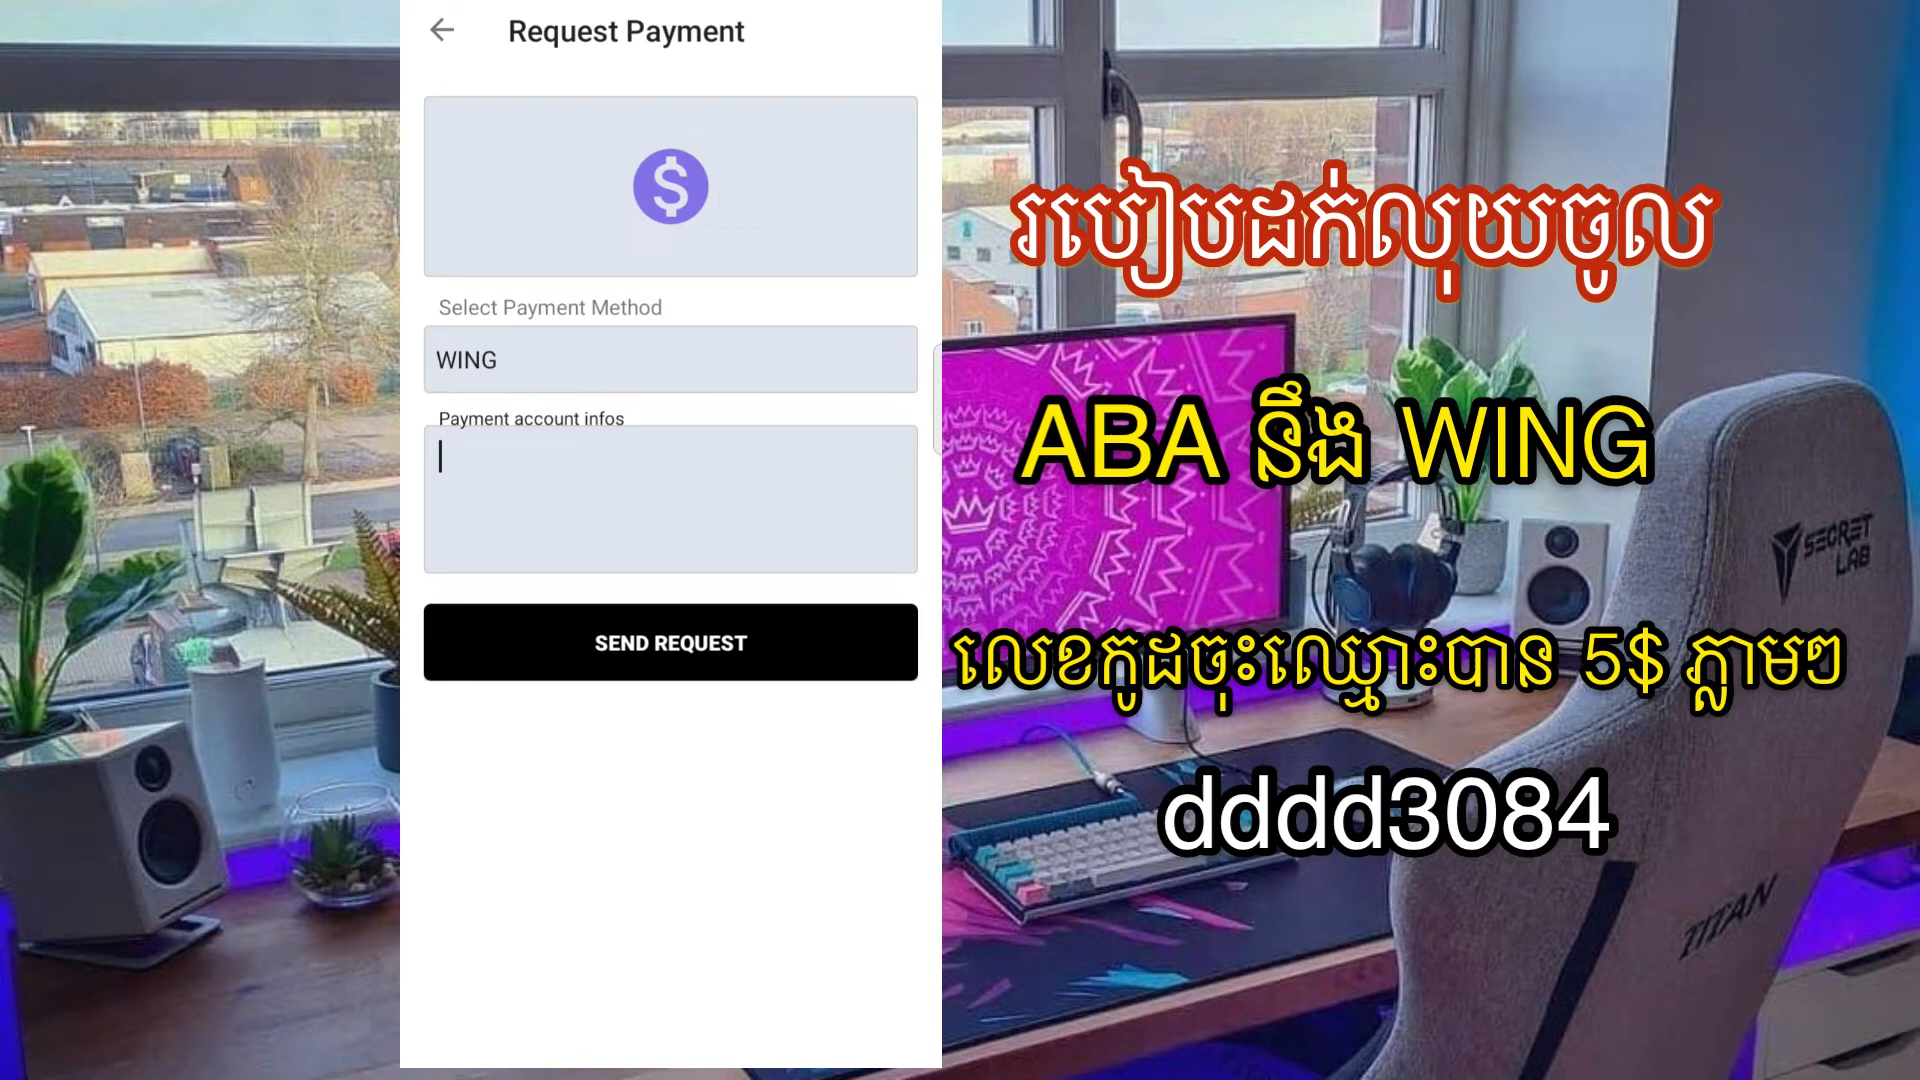 Request Payment
Select Payment Method
WING
Payment account infos
SEND REQUEST
របៀបដក់លុយចូល
ABA នឹង WING
លេខកូដចុះឈ្មោះបាន 5$ ភ្លាមៗ
dddd3084
SECRET
LAB
TITAN